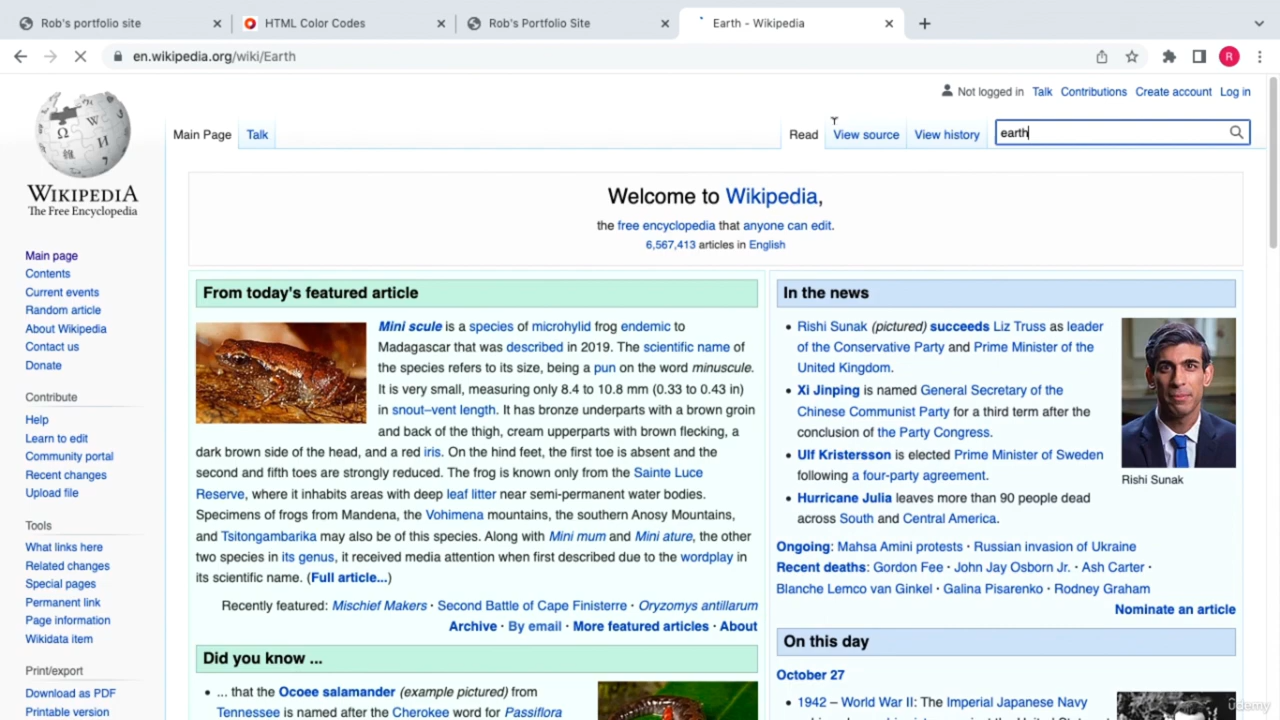 Rob's portfolio site
HTML Color Codes
Rob's Portfolio Site
Earth - Wikipedia
en.wikipedia.org/wiki/Earth
R
Not logged in Talk Contributions Create account Log in
Main Page Talk
Read View source View history
earth
WIKIPEDIA
The Free Encyclopedia
Main page
Contents
Current events
Random article
About Wikipedia
Contact us
Donate
Contribute
Help
Learn to edit
Community portal
Recent changes
Upload file
Tools
What links here
Related changes
Special pages
Permanent link
Page information
Wikidata item
Print/export
Download as PDF
Printable version
Welcome to Wikipedia,
the free encyclopedia that anyone can edit.
6,567,413 articles in English
From today's featured article
Mini scule is a species of microhylid frog endemic to
Madagascar that was described in 2019. The scientific name of
the species refers to its size, being a pun on the word minuscule.
It is very small, measuring only 8.4 to 10.8 mm (0.33 to 0.43 in)
in snout–vent length. It has bronze underparts with a brown groin
and back of the thigh, cream upperparts with brown flecking, a
dark brown side of the head, and a red iris. On the hind feet, the first toe is absent and the
second and fifth toes are strongly reduced. The frog is known only from the Sainte Luce
Reserve, where it inhabits areas with deep leaf litter near semi-permanent water bodies.
Specimens of frogs from Mandena, the Vohimena mountains, the southern Anosy Mountains,
and Tsitongambarika may also be of this species. Along with Mini mum and Mini ature, the other
two species in its genus, it received media attention when first described due to the wordplay in
its scientific name. (Full article...)
Recently featured: Mischief Makers · Second Battle of Cape Finisterre · Oryzomys antillarum
Archive · By email · More featured articles · About
Did you know ...
• ... that the Ocoee salamander (example pictured) from
Tennessee is named after the Cherokee word for Passiflora
In the news
• Rishi Sunak (pictured) succeeds Liz Truss as leader
of the Conservative Party and Prime Minister of the
United Kingdom.
• Xi Jinping is named General Secretary of the
Chinese Communist Party for a third term after the
conclusion of the Party Congress.
• Ulf Kristersson is elected Prime Minister of Sweden
following a four-party agreement.
• Hurricane Julia leaves more than 90 people dead
across South and Central America.
Rishi Sunak
Ongoing: Mahsa Amini protests · Russian invasion of Ukraine
Recent deaths: Gordon Fee · John Jay Osborn Jr. · Ash Carter ·
Blanche Lemco van Ginkel · Galina Pisarenko · Rodney Graham
Nominate an article
On this day
October 27
• 1942 – World War II: The Imperial Japanese Navy
udemy